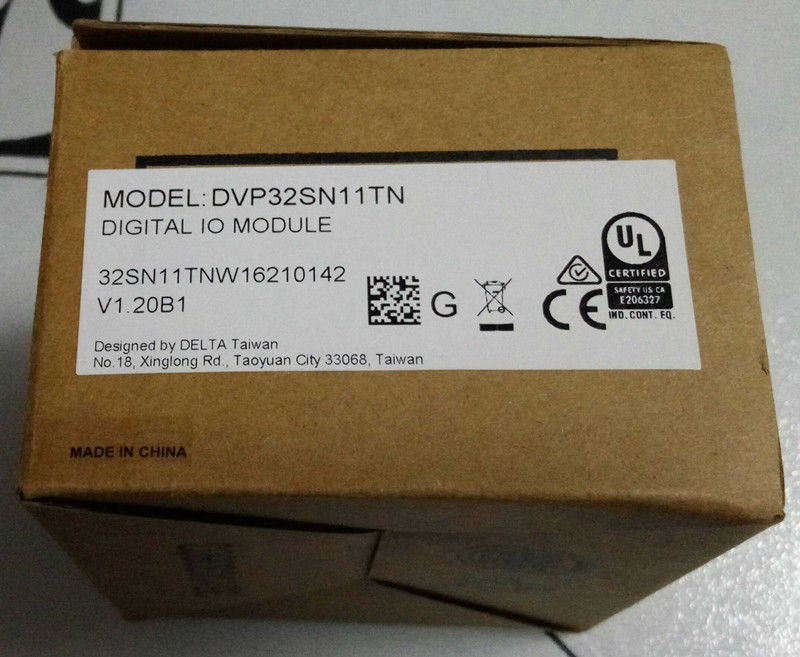 MODEL: DVP32SN11TN
DIGITAL IO MODULE
32SN11TNW16210142
V1.20B1
G
UL
CERTIFIED
SAFETY US CA
E206327
CE
IND. CONT. EQ.
Designed by DELTA Taiwan
No.18, Xinglong Rd., Taoyuan City 33068, Taiwan
MADE IN CHINA